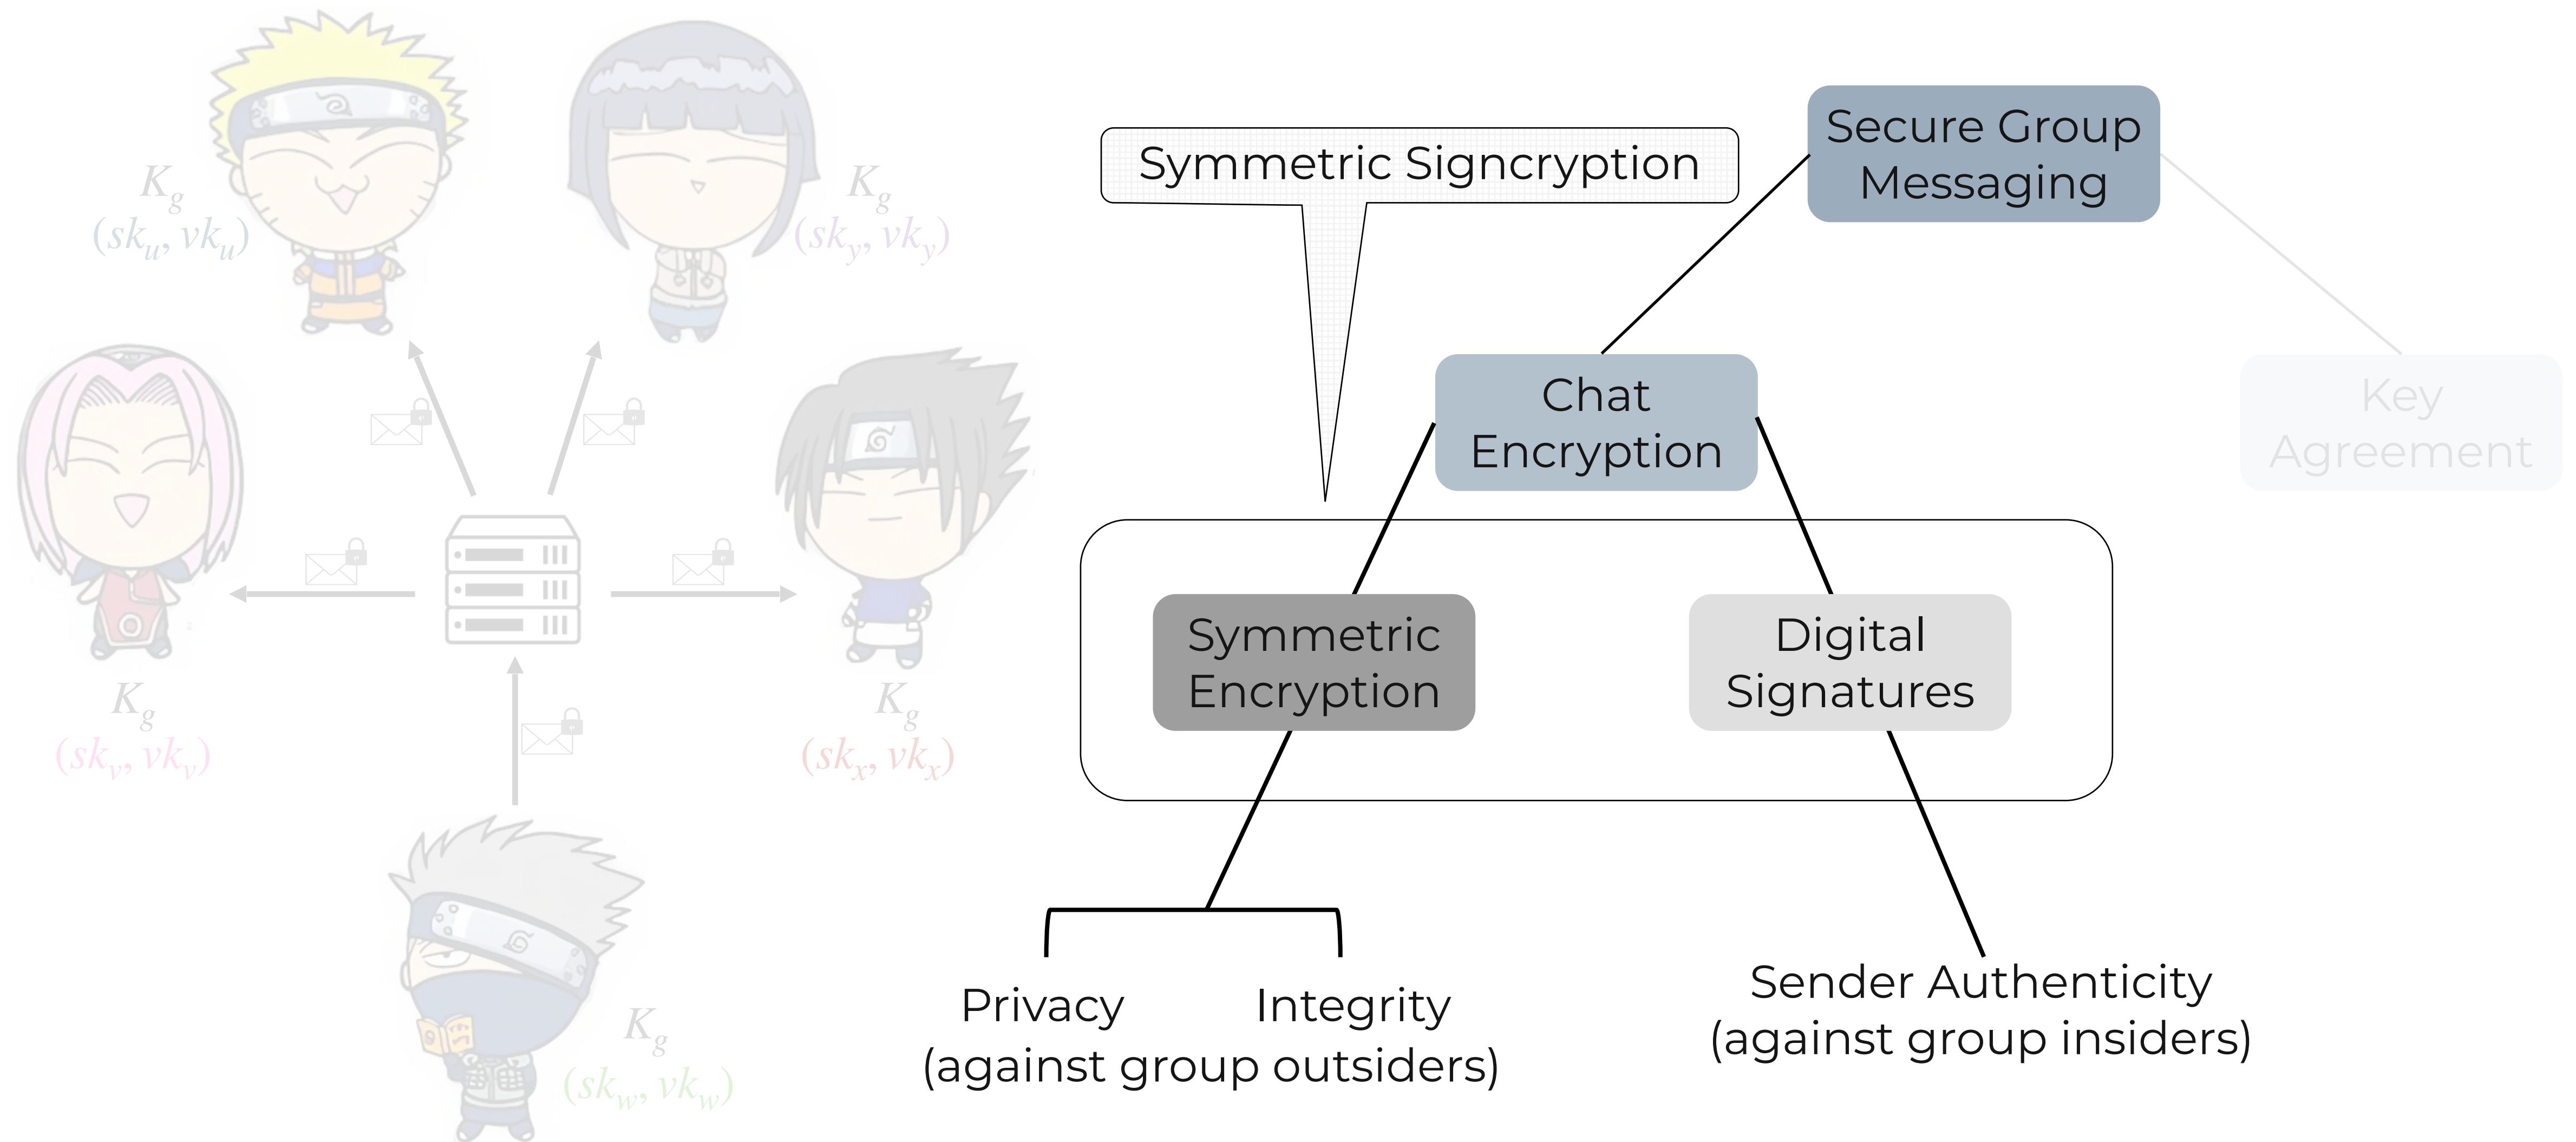 K_g
(sk_u, vk_u)
K_g
(sk_y, vk_y)
K_g
(sk_v, vk_v)
K_g
(sk_x, vk_x)
K_g
(sk_w, vk_w)
Symmetric Signcryption
Secure Group
Messaging
Chat
Encryption
Key
Agreement
Symmetric
Encryption
Digital
Signatures
Privacy
Integrity
(against group outsiders)
Sender Authenticity
(against group insiders)